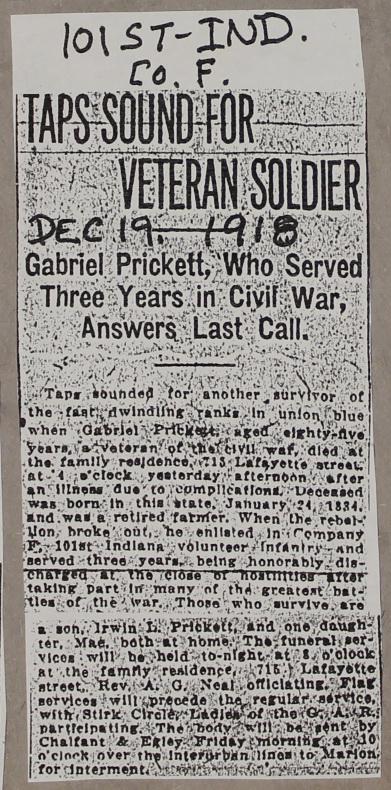 101ST-IND.
Co. F.
TAPS SOUND FOR
VETERAN SOLDIER
DEC 19. 1918
Gabriel Prickett, Who Served
Three Years in Civil War,
Answers Last Call.
Taps sounded for another survivor of
the fast dwindling ranks in union blue
when Gabriel Prickett, aged eighty-five
years, a veteran of the civil war, died at
the family residence, 715 Lafayette street,
at 4 o'clock yesterday afternoon after
an illness due to complications. Deceased
was born in this state, January 24, 1834,
and was a retired farmer. When the rebel-
lion broke out, he enlisted in Company
F, 101st Indiana volunteer infantry and
served three years, being honorably dis-
charged at the close of hostilities after
taking part in many of the greatest bat-
tles of the war. Those who survive are
a son, Irwin L. Prickett, and one daugh-
ter, Mae, both at home. The funeral ser-
vices will be held to-night at 8 o'clock
at the family residence, 715 Lafayette
street, Rev. A. G. Neal officiating. Flag
services will precede the regular service,
with Stirk Circle, Ladies of the G. A. R.
participating. The body will be sent by
Chalfant & Egley Friday morning at 10
o'clock over the interurban lines to Marion
for interment.